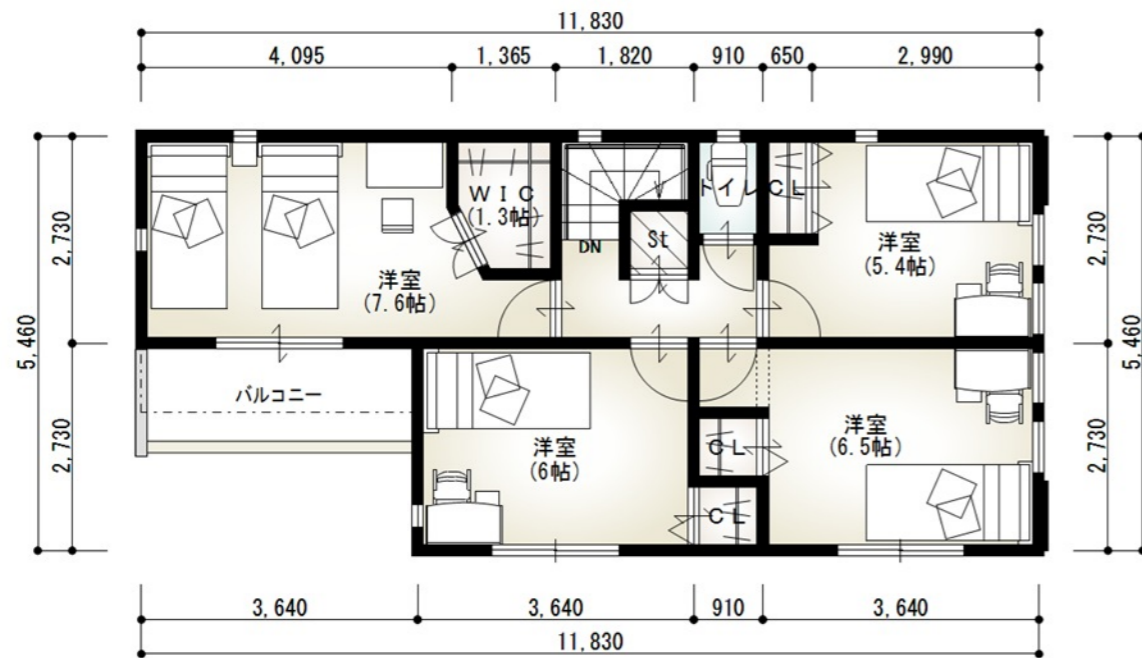 11,830
4,095
1,365
1,820
910
650
2,990
5,460
2,730
2,730
WIC
(1.3帖)
DN
St
トイレ
CL
洋室
(5.4帖)
洋室
(7.6帖)
2,730
2,730
5,460
バルコニー
洋室
(6帖)
CL
CL
洋室
(6.5帖)
3,640
3,640
910
3,640
11,830